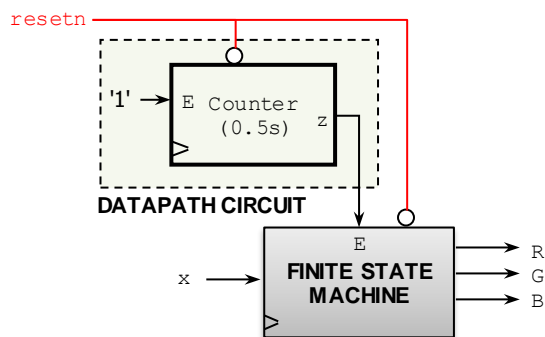 resetn
'1'
E
Counter
(0.5s)
z
DATAPATH CIRCUIT
E
x
FINITE STATE
MACHINE
R
G
B